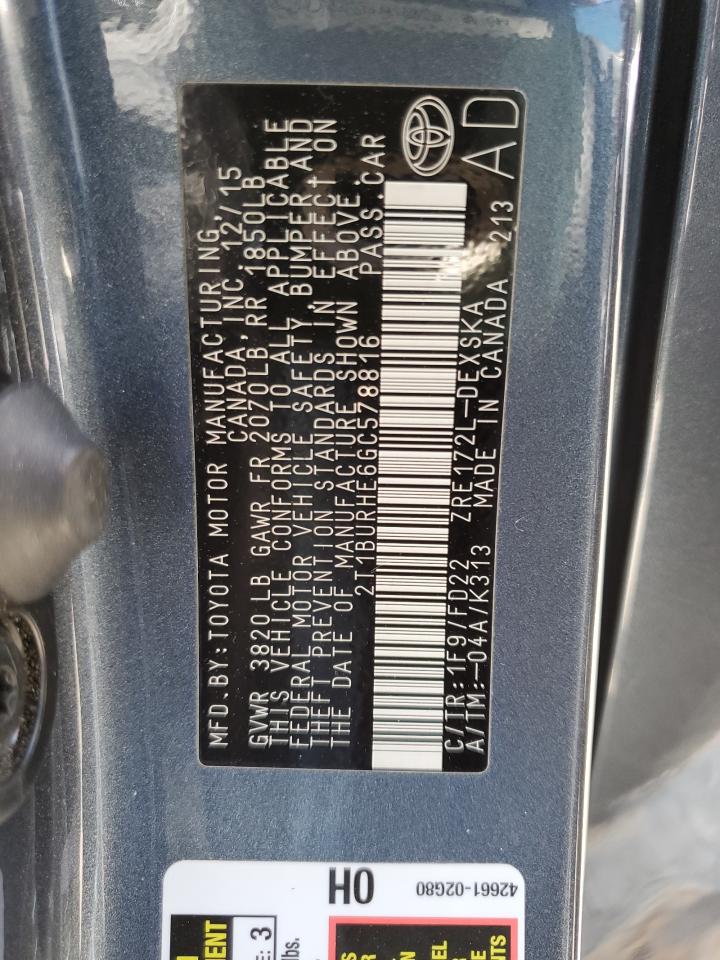 MFD.BY:TOYOTA MOTOR MANUFACTURING,
CANADA,INC. 12/15
GVWR 3820LB GAWR FR 2070LB RR 1850LB
THIS VEHICLE CONFORMS TO ALL APPLICABLE
FEDERAL MOTOR VEHICLE SAFETY BUMPER, AND
THEFT PREVENTION STANDARDS IN EFFECT ON
THE DATE OF MANUFACTURE SHOWN ABOVE.
2T1BURHE6GC578816 PASS.CAR
C/TR:1F9/FD22 ZRE172L-DEXSKA
A/TM:-04A/K313 MADE IN CANADA 213
AD
42661-02G80
0H